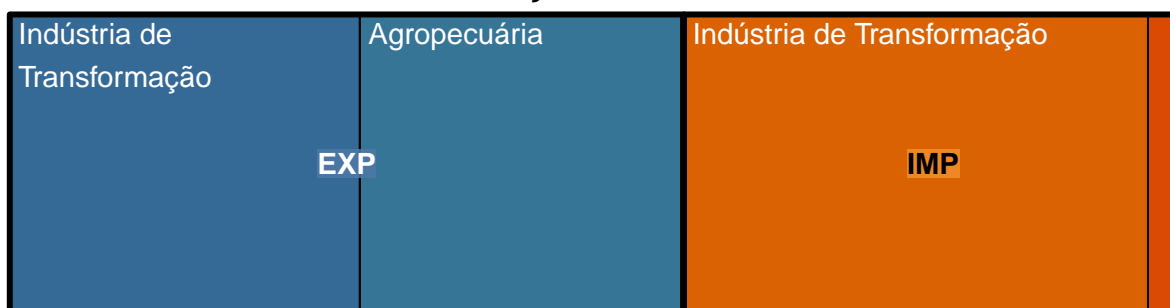 Indústria de
Transformação
Agropecuária
Indústria de Transformação
EXP
IMP